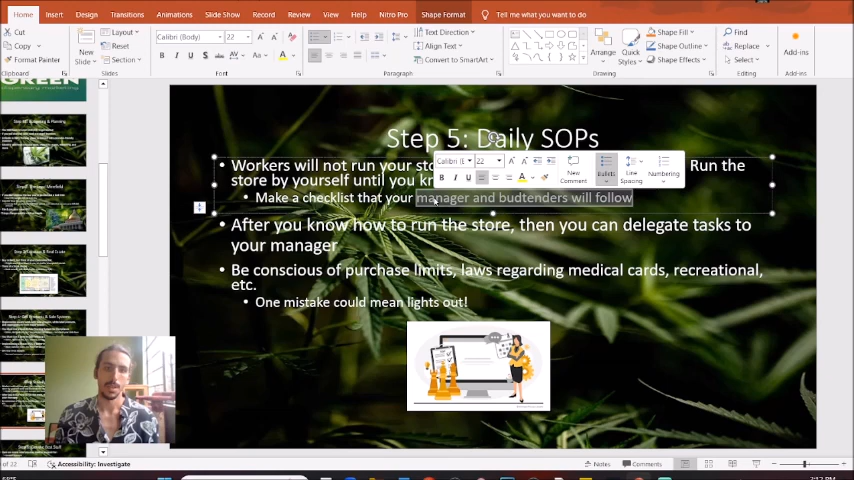 Home Insert Design Transitions Animations Slide Show Record Review View Help Nitro Pro Shape Format Tell me what you want to do
Cut
Copy
Format Painter
Clipboard
New Slide
Layout
Reset
Section
Slides
Calibri (Body) 22
Font
Text Direction
Align Text
Convert to SmartArt
Paragraph
Arrange
Quick Styles
Shape Fill
Shape Outline
Shape Effects
Drawing
Find
Replace
Select
Editing
Add-ins
Add-ins
GREEN
Step 5: Daily SOPs
Calibri (E 22
New Comment
Bullets
Line Spacing
Numbering
Workers will not run your sto Run the
store by yourself until you kn
Make a checklist that your manager and budtenders will follow
After you know how to run the store, then you can delegate tasks to
your manager
Be conscious of purchase limits, laws regarding medical cards, recreational,
etc.
One mistake could mean lights out!
of 22 Accessibility: Investigate Notes Comments